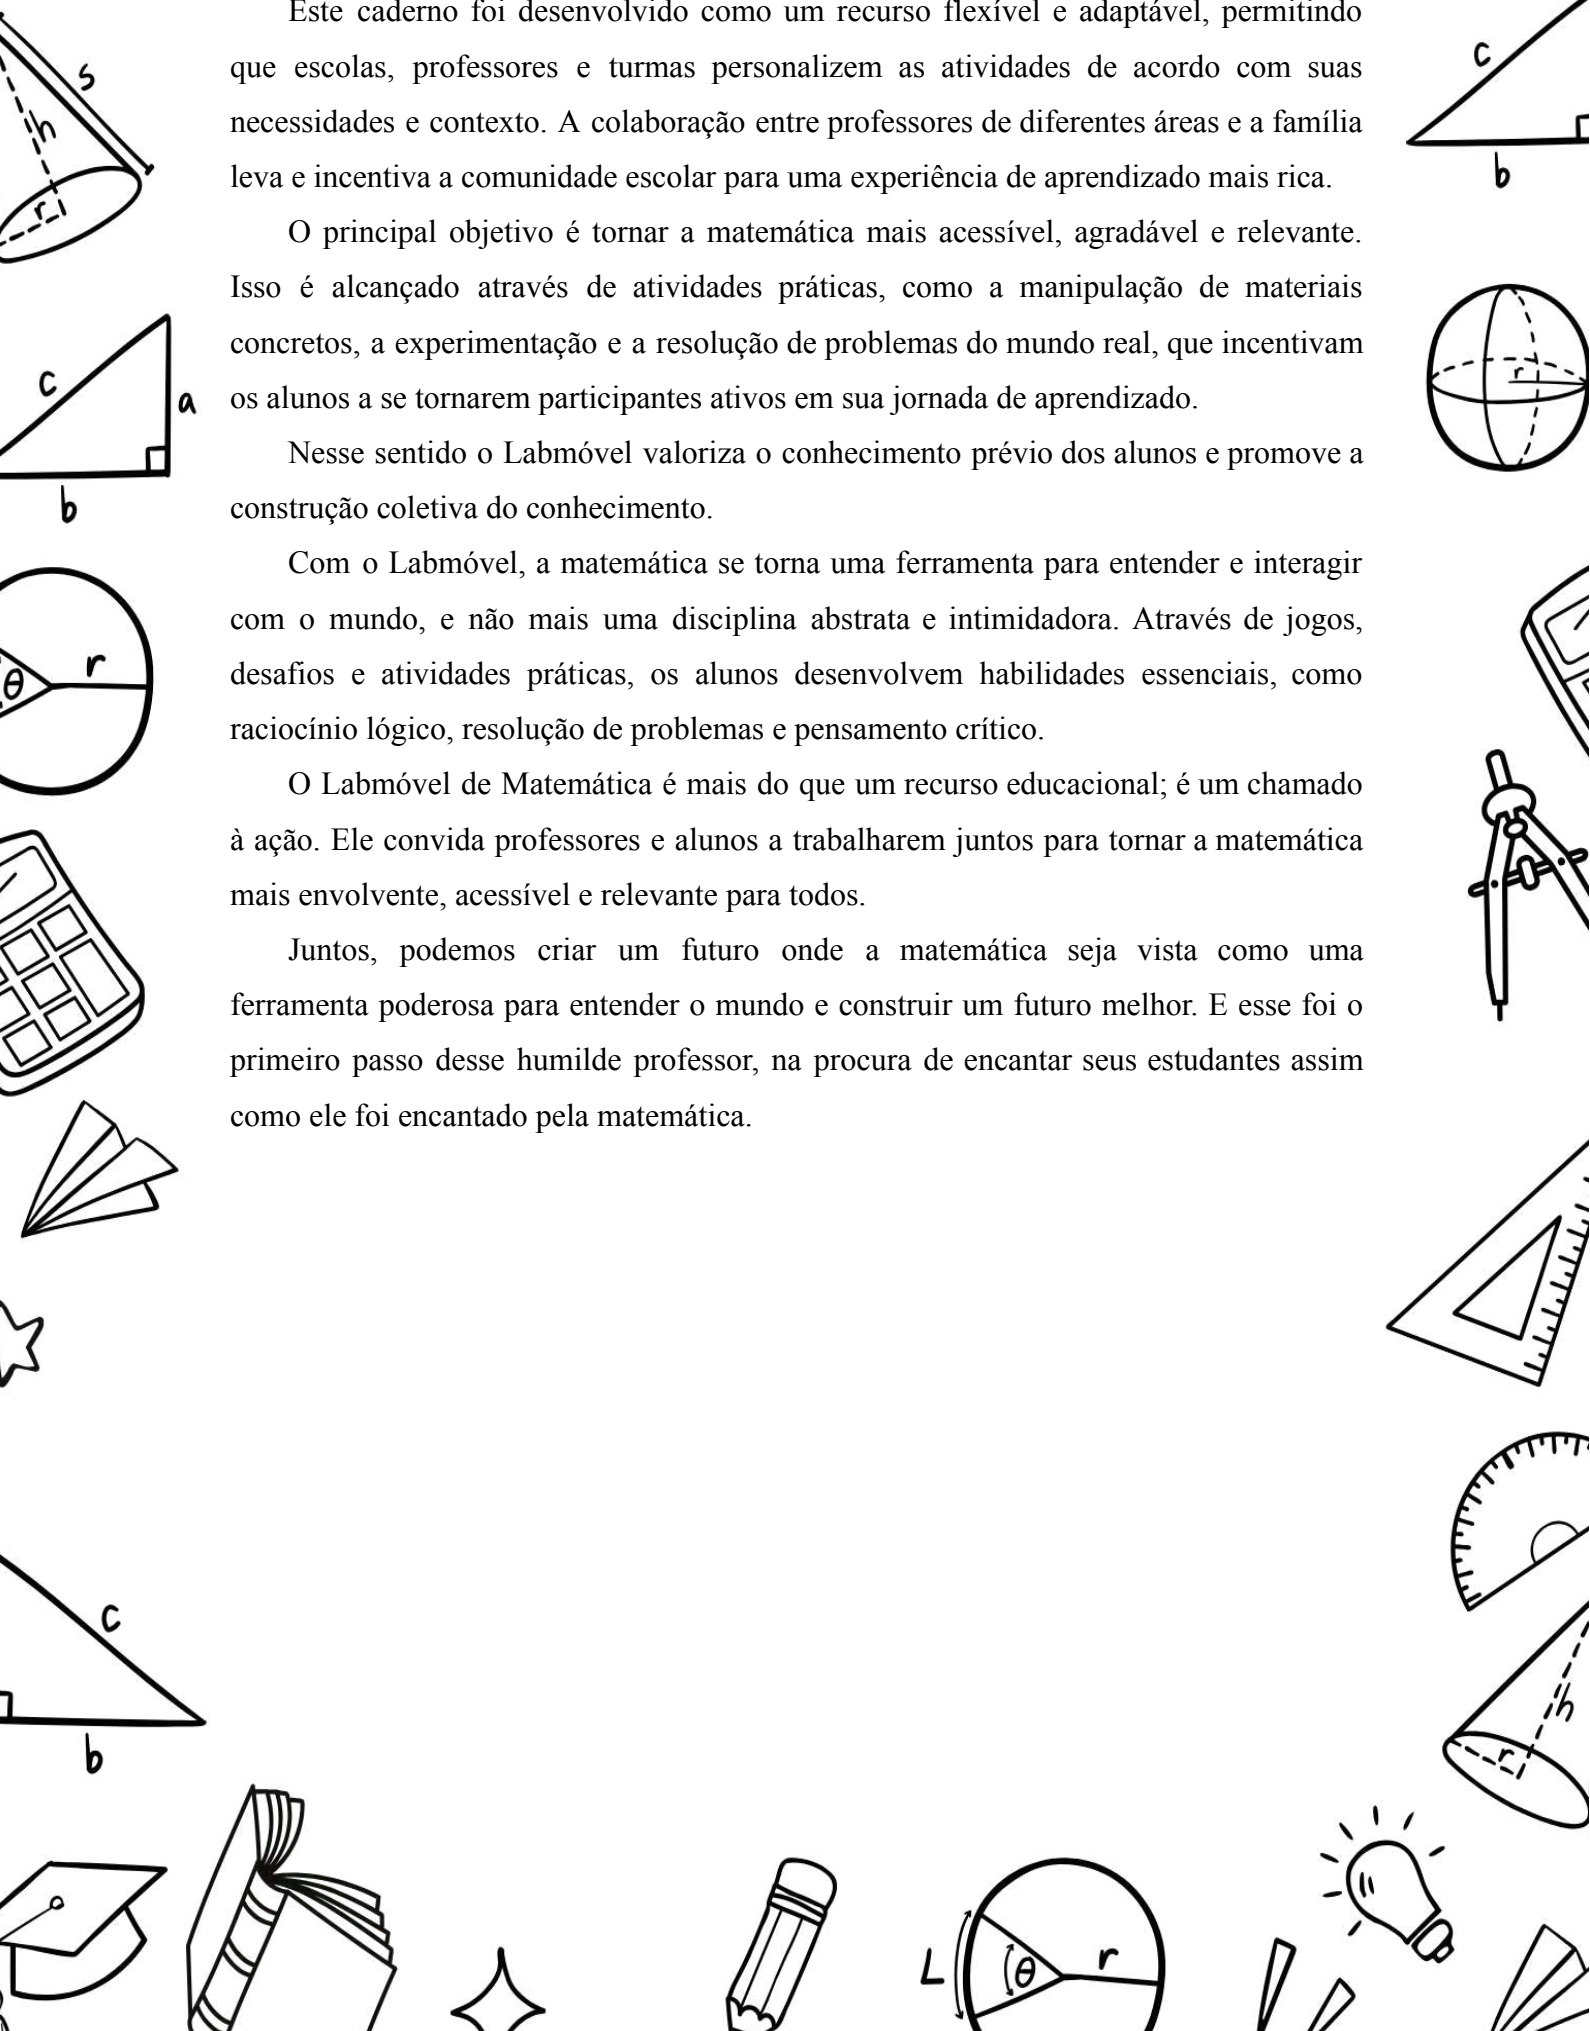 Este caderno foi desenvolvido como um recurso flexível e adaptável, permitindo
que escolas, professores e turmas personalizem as atividades de acordo com suas
necessidades e contexto. A colaboração entre professores de diferentes áreas e a família
leva e incentiva a comunidade escolar para uma experiência de aprendizado mais rica.
O principal objetivo é tornar a matemática mais acessível, agradável e relevante.
Isso é alcançado através de atividades práticas, como a manipulação de materiais
concretos, a experimentação e a resolução de problemas do mundo real, que incentivam
os alunos a se tornarem participantes ativos em sua jornada de aprendizado.
Nesse sentido o Labmóvel valoriza o conhecimento prévio dos alunos e promove a
construção coletiva do conhecimento.
Com o Labmóvel, a matemática se torna uma ferramenta para entender e interagir
com o mundo, e não mais uma disciplina abstrata e intimidadora. Através de jogos,
desafios e atividades práticas, os alunos desenvolvem habilidades essenciais, como
raciocínio lógico, resolução de problemas e pensamento crítico.
O Labmóvel de Matemática é mais do que um recurso educacional; é um chamado
à ação. Ele convida professores e alunos a trabalharem juntos para tornar a matemática
mais envolvente, acessível e relevante para todos.
Juntos, podemos criar um futuro onde a matemática seja vista como uma
ferramenta poderosa para entender o mundo e construir um futuro melhor. E esse foi o
primeiro passo desse humilde professor, na procura de encantar seus estudantes assim
como ele foi encantado pela matemática.
s
h
r
c
a
b
θ
r
c
b
c
b
r
h
r
L
θ
r